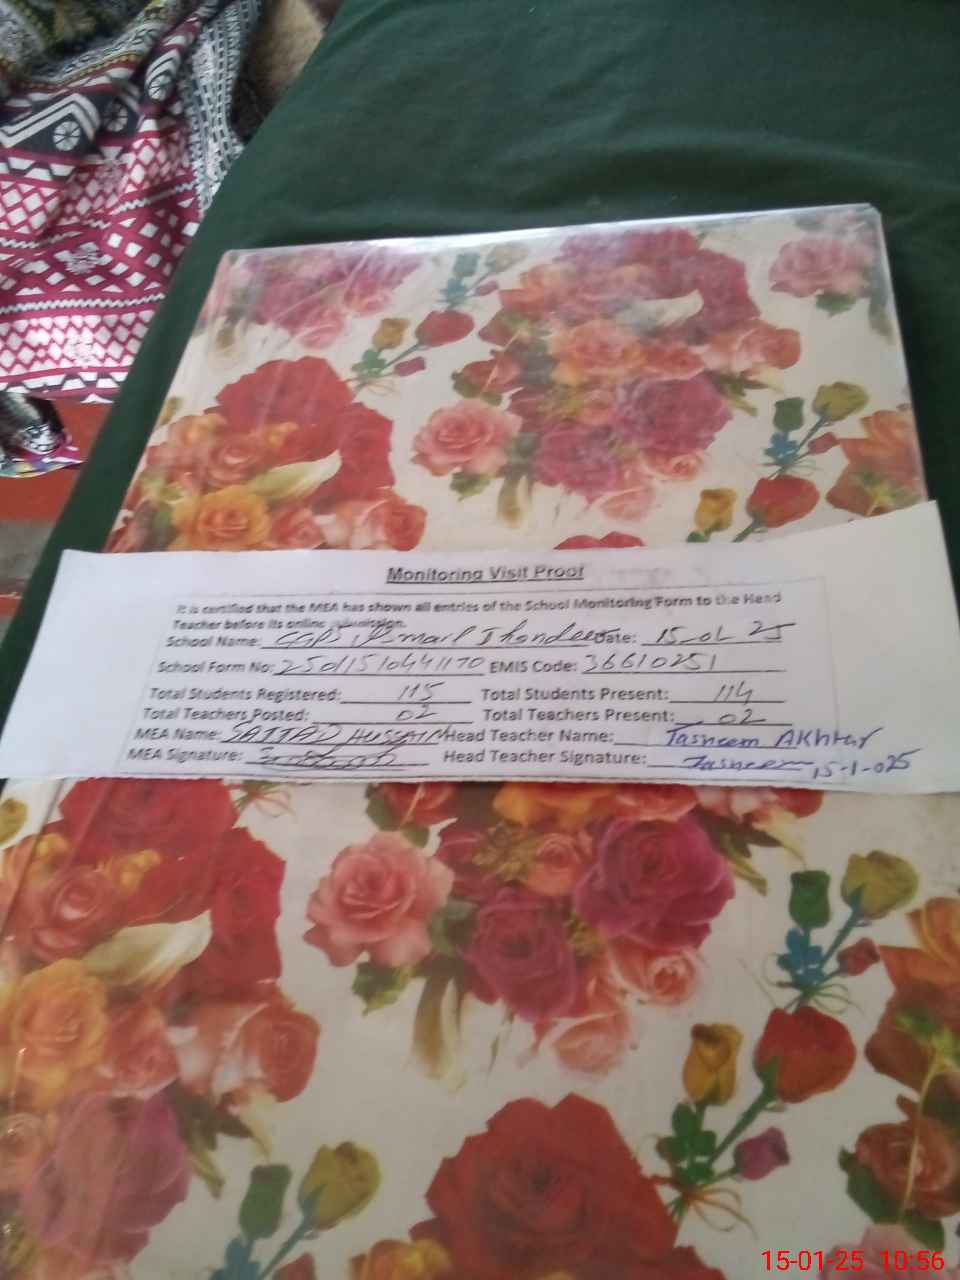 Monitoring Visit Proof
It is certified that the MEA has shown all entries of the School Monitoring Form to the Head
Teacher before its online submission.
School Name: Date: 15-01-25
School Form No: 25011510441170 EMIS Code: 36610251
Total Students Registered: 115 Total Students Present: 114
Total Teachers Posted: 02 Total Teachers Present: 02
MEA Name: SAJJAD HUSSAIN Head Teacher Name: Tasneem AKhtar
MEA Signature: Head Teacher Signature: Tasneem 15-1-025
15-01-25 10:56